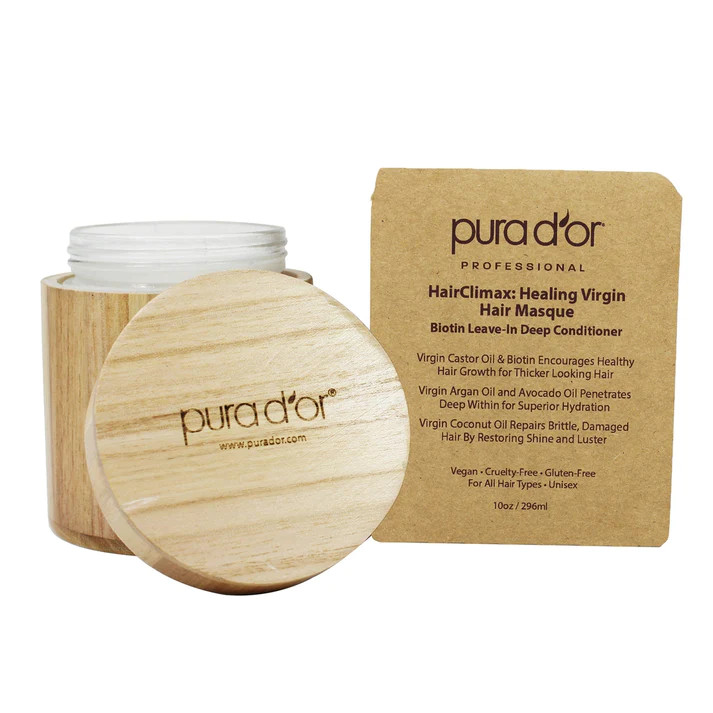 pura d'or®
www.purador.com
pura d'or®
PROFESSIONAL
HairClimax: Healing Virgin
Hair Masque
Biotin Leave-In Deep Conditioner
Virgin Castor Oil & Biotin Encourages Healthy
Hair Growth for Thicker Looking Hair
Virgin Argan Oil and Avocado Oil Penetrates
Deep Within for Superior Hydration
Virgin Coconut Oil Repairs Brittle, Damaged
Hair By Restoring Shine and Luster
Vegan • Cruelty-Free • Gluten-Free
For All Hair Types • Unisex
10oz / 296ml